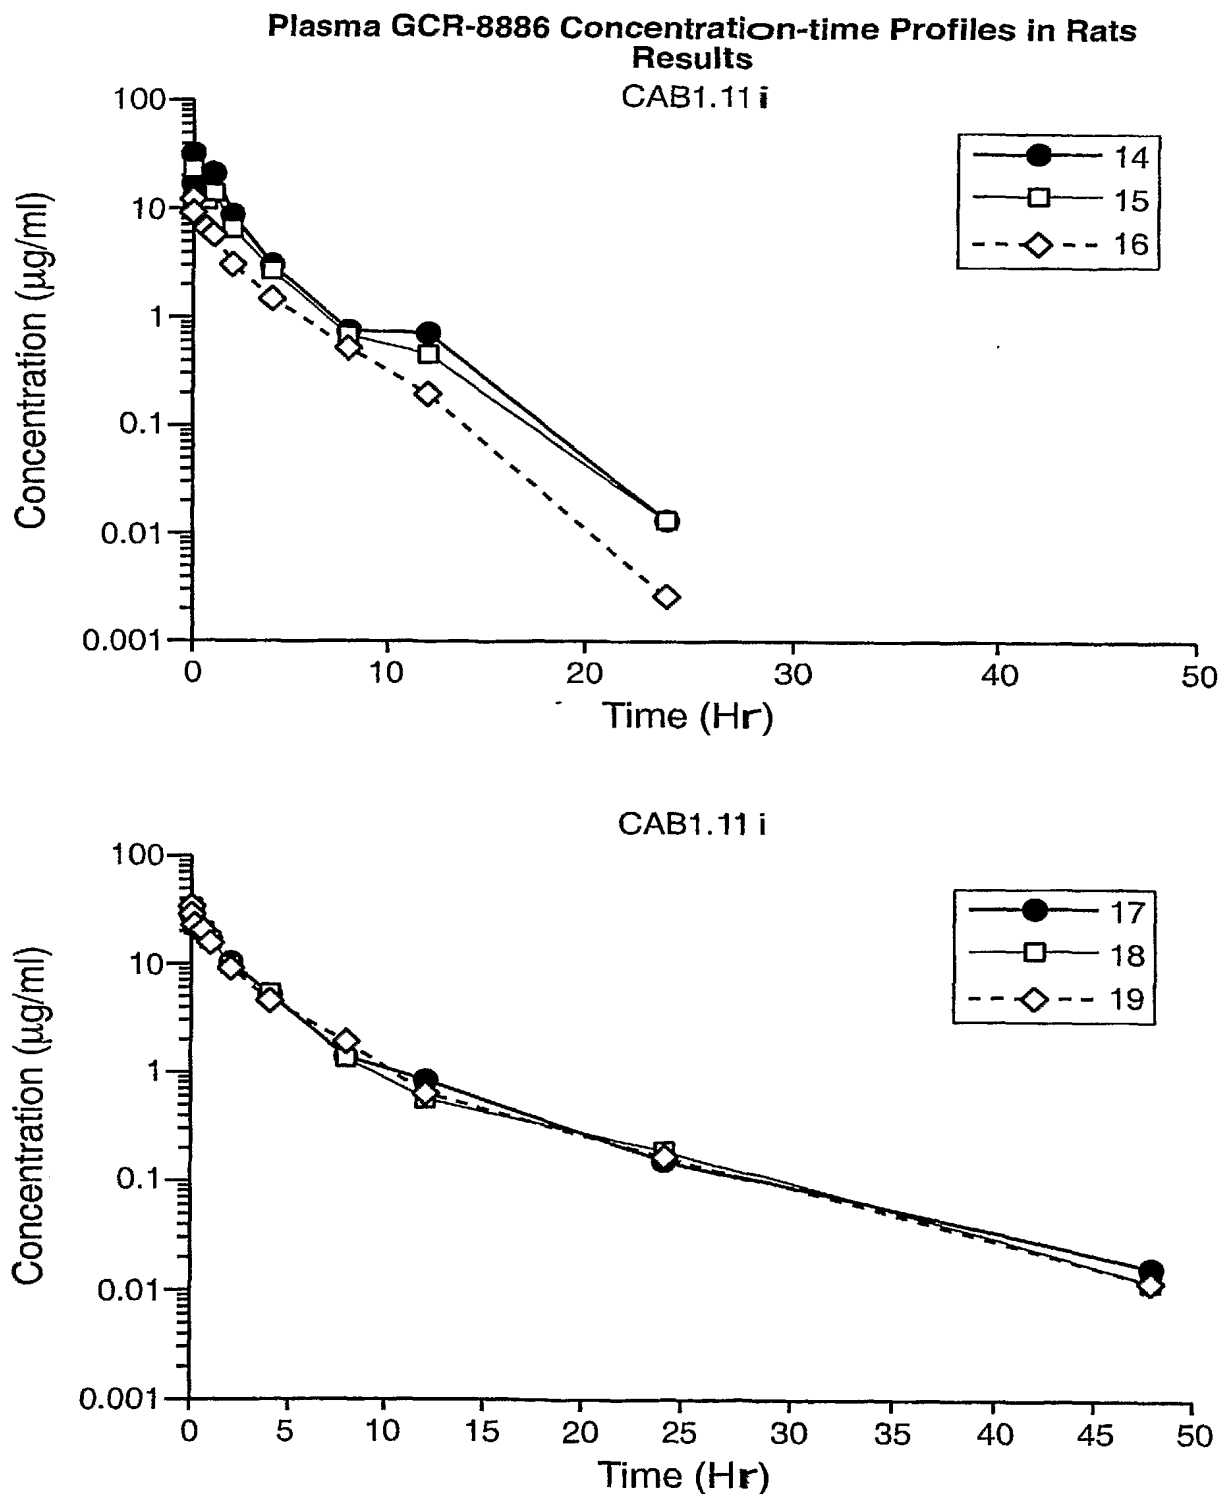 Plasma GCR-8886 Concentration-time Profiles in Rats
Results
CAB1.11 i
100
10
1
0.1
0.01
0.001
Concentration (µg/ml)
0 10 20 30 40 50
Time (Hr)
14
15
16
CAB1.11 i
100
10
1
0.1
0.01
0.001
Concentration (µg/ml)
0 5 10 15 20 25 30 35 40 45 50
Time (Hr)
17
18
19